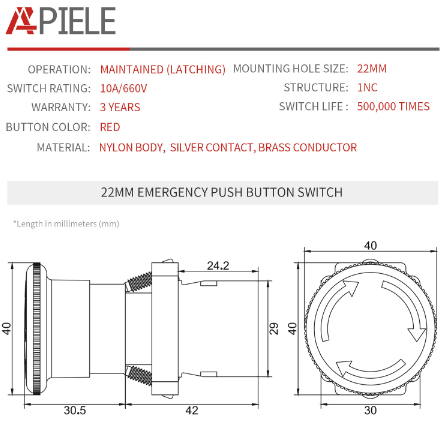 APIELE
OPERATION: MAINTAINED (LATCHING) MOUNTING HOLE SIZE: 22MM
SWITCH RATING: 10A/660V STRUCTURE: 1NC
WARRANTY: 3 YEARS SWITCH LIFE : 500,000 TIMES
BUTTON COLOR: RED
MATERIAL: NYLON BODY, SILVER CONTACT, BRASS CONDUCTOR
22MM EMERGENCY PUSH BUTTON SWITCH
*Length in millimeters (mm)
40
24.2
40
29
40
30.5
42
30